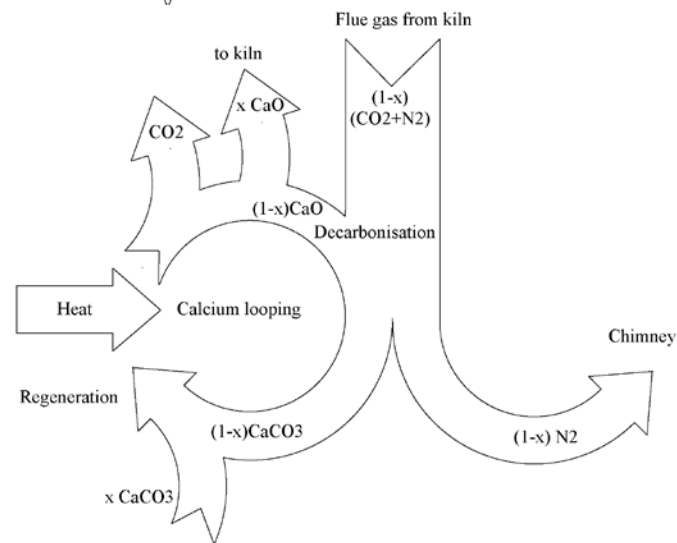 Flue gas from kiln
to kiln
(1-x)
(CO2+N2)
x CaO
CO2
(1-x)CaO
Decarbonisation
Heat
Calcium looping
Chimney
Regeneration
(1-x)CaCO3
(1-x) N2
x CaCO3